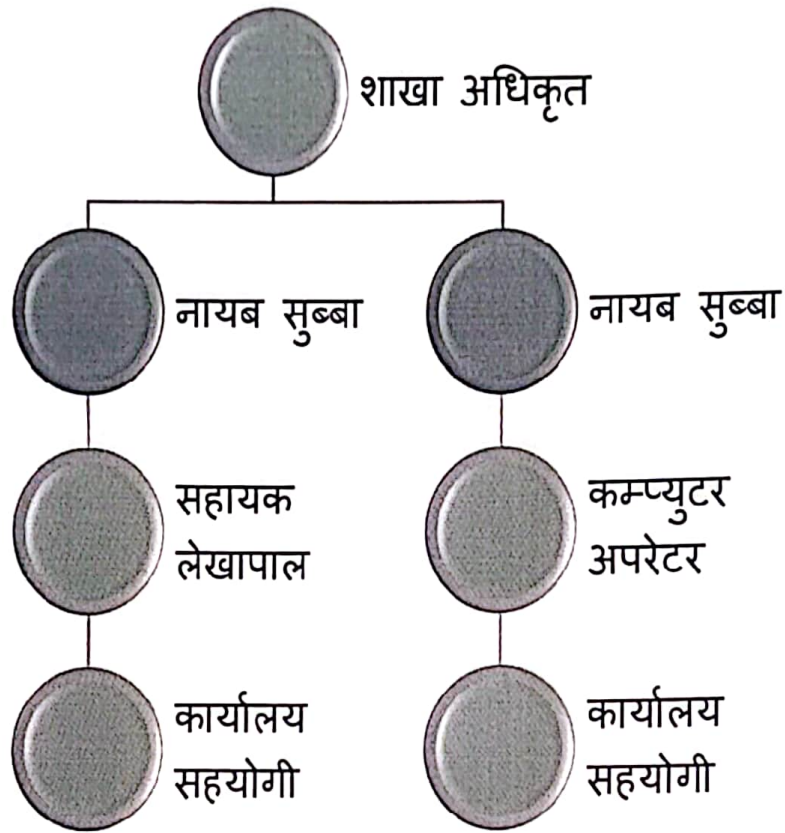 शाखा अधिकृत
नायब सुब्बा
नायब सुब्बा
सहायक
लेखापाल
कम्प्युटर
अपरेटर
कार्यालय
सहयोगी
कार्यालय
सहयोगी